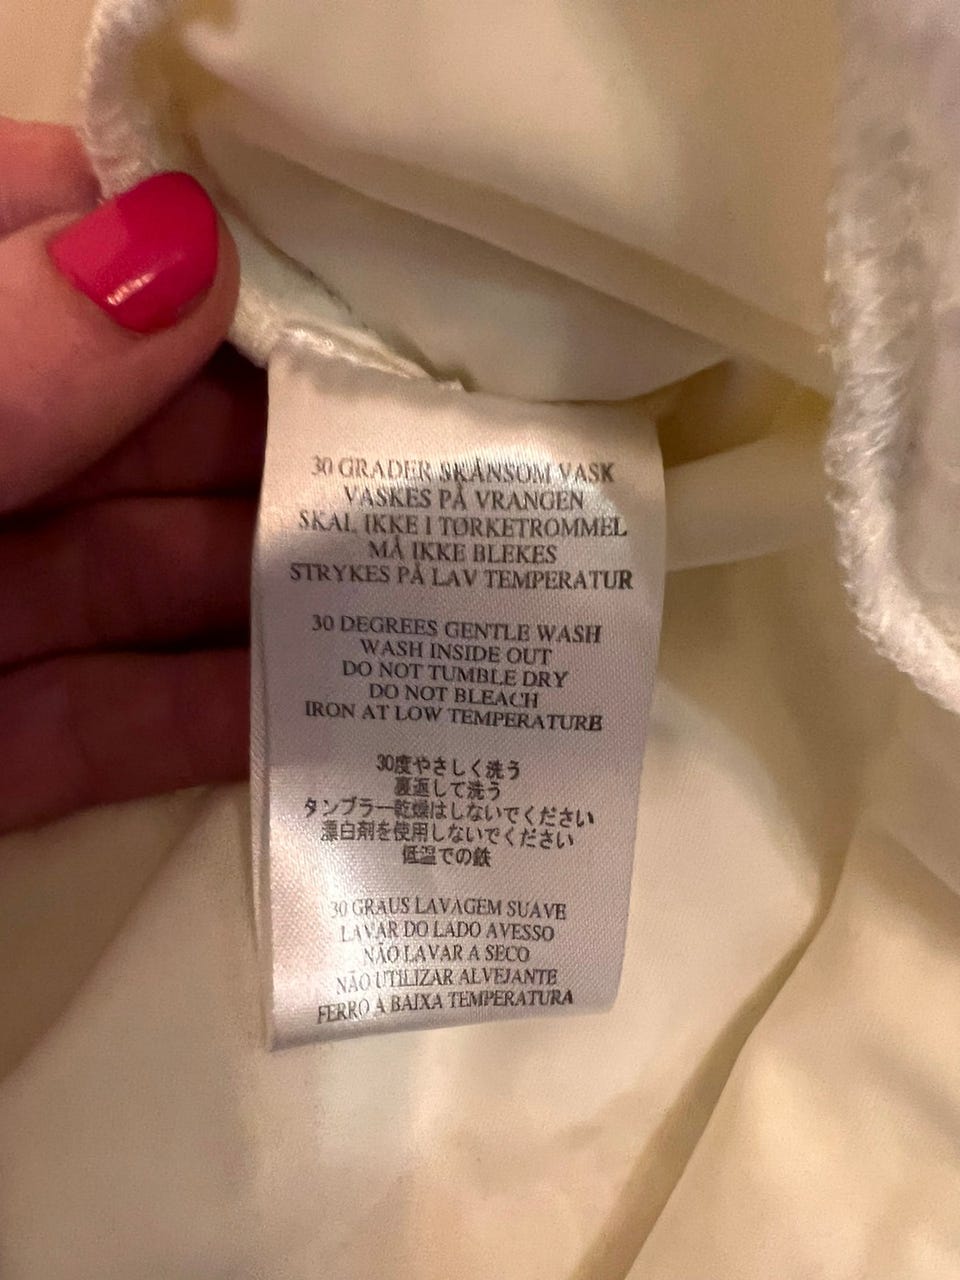 30 GRADER SKÅNSOM VASK
VASKES PÅ VRANGEN
SKAL IKKE I TØRKETROMMEL
MÅ IKKE BLEKES
STRYKES PÅ LAV TEMPERATUR
30 DEGREES GENTLE WASH
WASH INSIDE OUT
DO NOT TUMBLE DRY
DO NOT BLEACH
IRON AT LOW TEMPERATURE
30度やさしく洗う
裏返して洗う
タンブラー乾燥はしないでください
漂白剤を使用しないでください
低温での鉄
30 GRAUS LAVAGEM SUAVE
LAVAR DO LADO AVESSO
NÃO LAVAR A SECO
NÃO UTILIZAR ALVEJANTE
FERRO A BAIXA TEMPERATURA